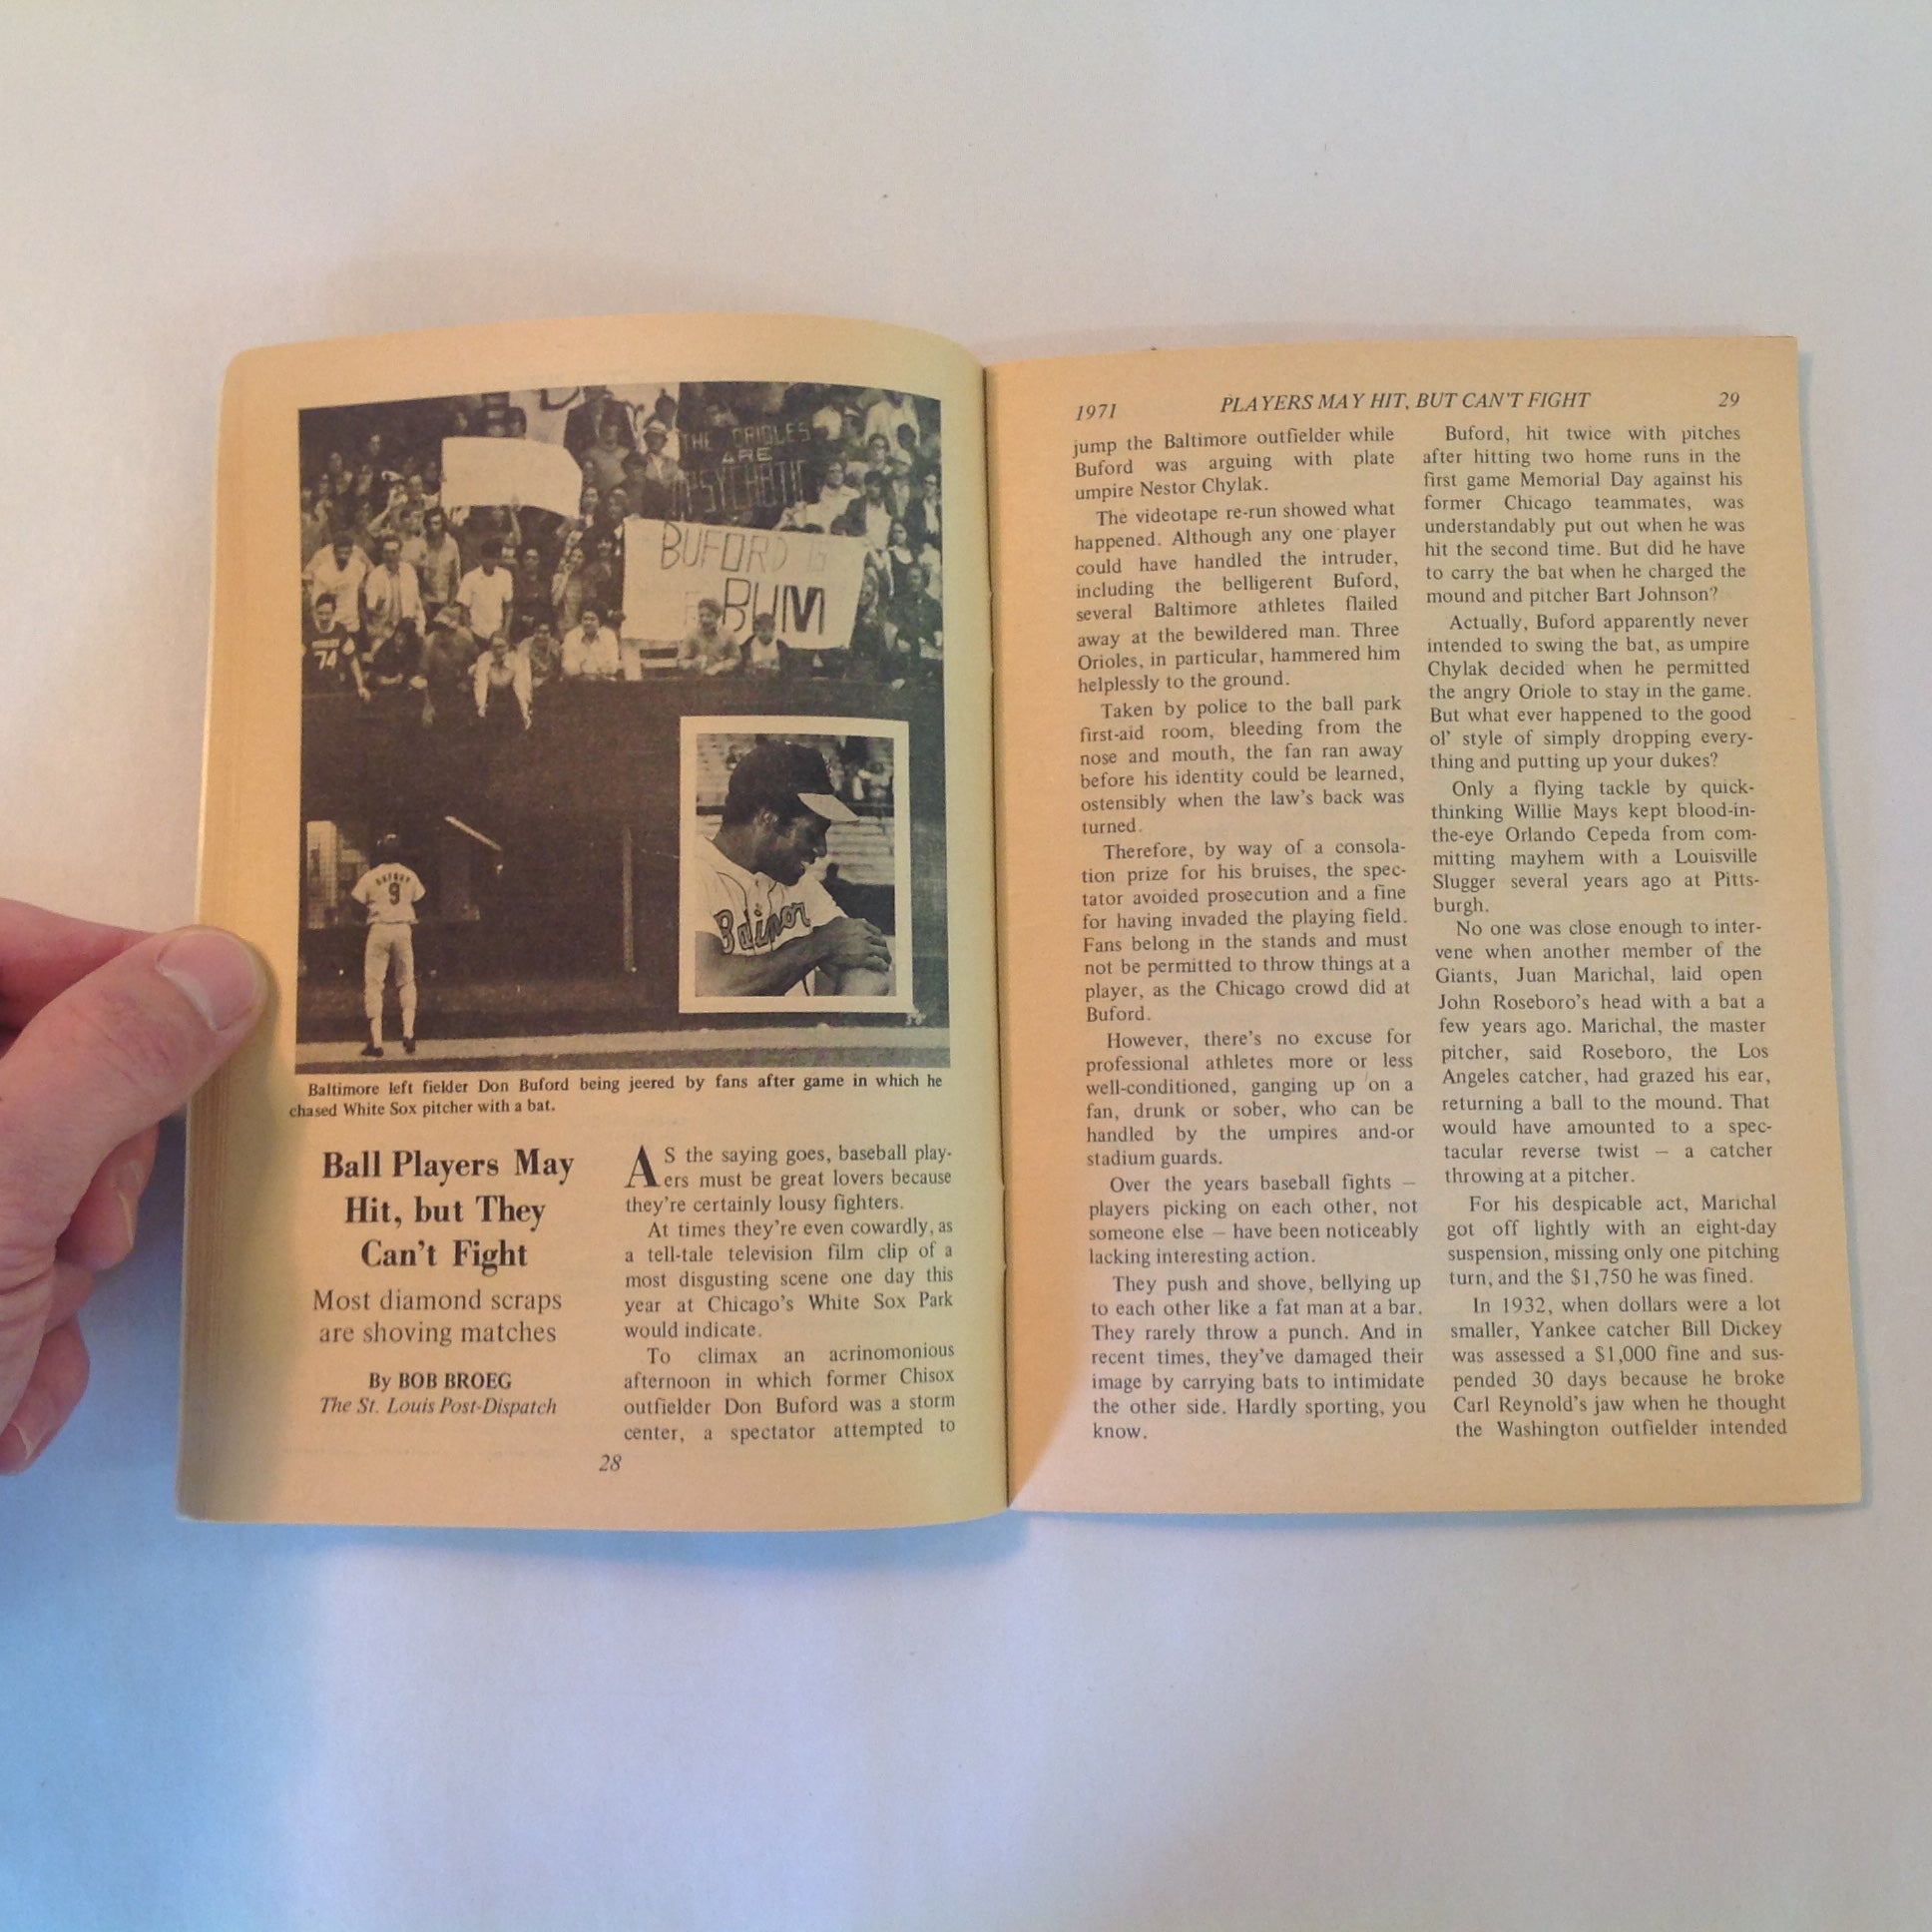 THE ORIOLES
ARE
PSYCHOTIC
BUFORD IS
BUM
74
BUFORD
9
Baltimore left fielder Don Buford being jeered by fans after game in which he
chased White Sox pitcher with a bat.
Ball Players May
Hit, but They
Can't Fight
Most diamond scraps
are shoving matches
By BOB BROEG
The St. Louis Post-Dispatch
AS the saying goes, baseball play-
ers must be great lovers because
they're certainly lousy fighters.
At times they're even cowardly, as
a tell-tale television film clip of a
most disgusting scene one day this
year at Chicago's White Sox Park
would indicate.
To climax an acrinomonious
afternoon in which former Chisox
outfielder Don Buford was a storm
center, a spectator attempted to
28
1971
PLAYERS MAY HIT, BUT CAN'T FIGHT
29
jump the Baltimore outfielder while
Buford was arguing with plate
umpire Nestor Chylak.
The videotape re-run showed what
happened. Although any one player
could have handled the intruder,
including the belligerent Buford,
several Baltimore athletes flailed
away at the bewildered man. Three
Orioles, in particular, hammered him
helplessly to the ground.
Taken by police to the ball park
first-aid room, bleeding from the
nose and mouth, the fan ran away
before his identity could be learned,
ostensibly when the law's back was
turned.
Therefore, by way of a consola-
tion prize for his bruises, the spec-
tator avoided prosecution and a fine
for having invaded the playing field.
Fans belong in the stands and must
not be permitted to throw things at a
player, as the Chicago crowd did at
Buford.
However, there's no excuse for
professional athletes more or less
well-conditioned, ganging up on a
fan, drunk or sober, who can be
handled by the umpires and-or
stadium guards.
Over the years baseball fights —
players picking on each other, not
someone else — have been noticeably
lacking interesting action.
They push and shove, bellying up
to each other like a fat man at a bar.
They rarely throw a punch. And in
recent times, they've damaged their
image by carrying bats to intimidate
the other side. Hardly sporting, you
know.
Buford, hit twice with pitches
after hitting two home runs in the
first game Memorial Day against his
former Chicago teammates, was
understandably put out when he was
hit the second time. But did he have
to carry the bat when he charged the
mound and pitcher Bart Johnson?
Actually, Buford apparently never
intended to swing the bat, as umpire
Chylak decided when he permitted
the angry Oriole to stay in the game.
But what ever happened to the good
ol' style of simply dropping every-
thing and putting up your dukes?
Only a flying tackle by quick-
thinking Willie Mays kept blood-in-
the-eye Orlando Cepeda from com-
mitting mayhem with a Louisville
Slugger several years ago at Pitts-
burgh.
No one was close enough to inter-
vene when another member of the
Giants, Juan Marichal, laid open
John Roseboro's head with a bat a
few years ago. Marichal, the master
pitcher, said Roseboro, the Los
Angeles catcher, had grazed his ear,
returning a ball to the mound. That
would have amounted to a spec-
tacular reverse twist — a catcher
throwing at a pitcher.
For his despicable act, Marichal
got off lightly with an eight-day
suspension, missing only one pitching
turn, and the $1,750 he was fined.
In 1932, when dollars were a lot
smaller, Yankee catcher Bill Dickey
was assessed a $1,000 fine and sus-
pended 30 days because he broke
Carl Reynold's jaw when he thought
the Washington outfielder intended